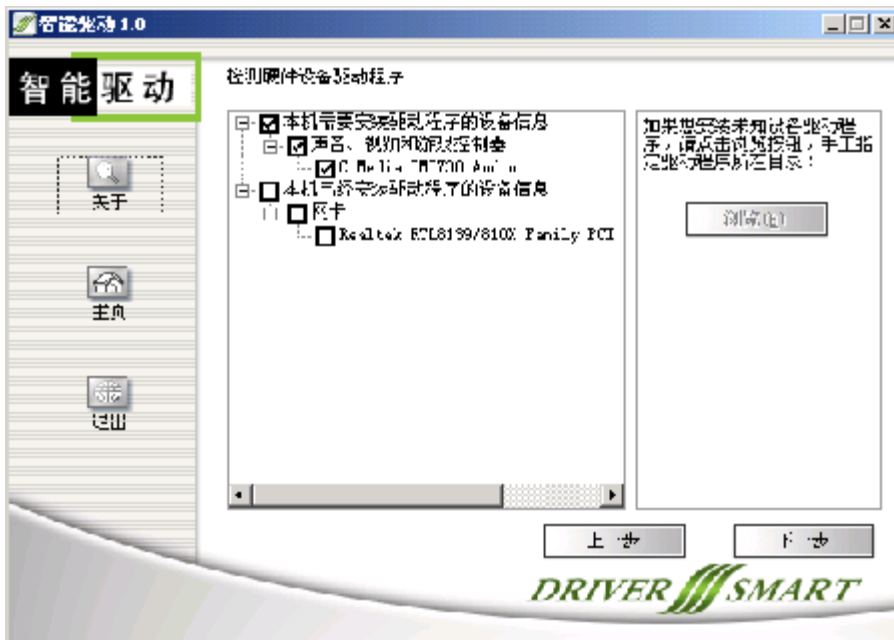 智能驱动 1.0
智能驱动
检测硬件设备驱动程序
关于
主页
退出
本机需要安装驱动程序的设备信息
声音、视频和游戏控制器
C-Media Audio
本机已经安装驱动程序的设备信息
网卡
Realtek RTL8139/810X Family PCI
如果想安装未知设备驱动程
序,请点击浏览按钮,手工指
定驱动程序所在目录:
浏览
上一步
下一步
DRIVER SMART